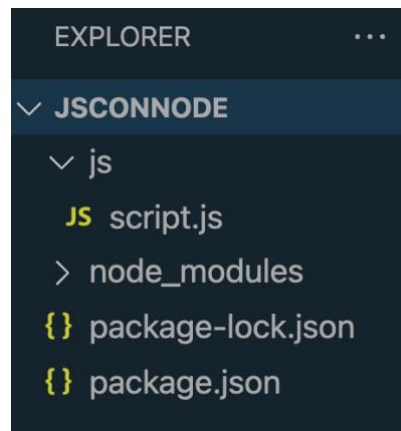 EXPLORER ...
JSCONNODE
js
JS script.js
node_modules
{} package-lock.json
{} package.json